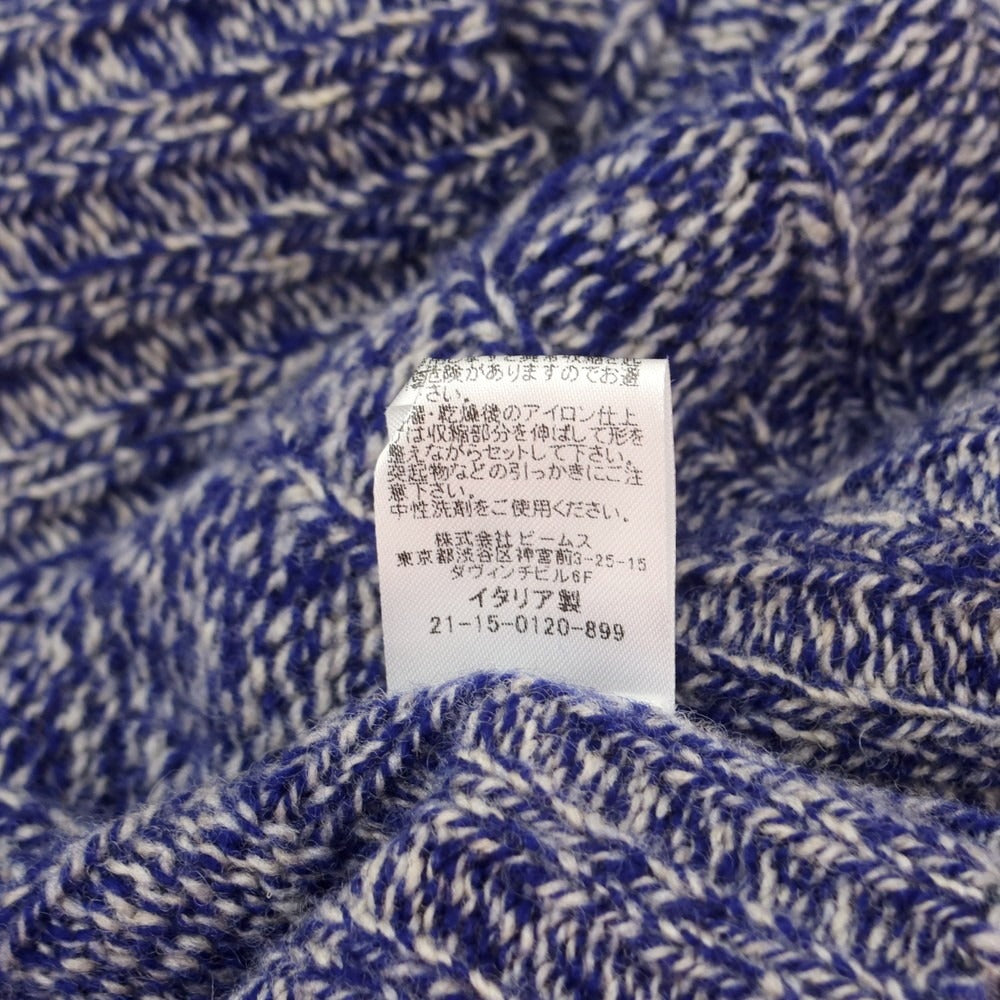 険がありますのでお避
さい。
・乾燥後のアイロン仕上
げは収縮部分を伸ばして形を
整えながらセットして下さい。
突起物などの引っかきにご注
意下さい。
中性洗剤をご使用ください。
株式会社ビームス
東京都渋谷区神宮前3-25-15
ダヴィンチビル6F
イタリア製
21-15-0120-899